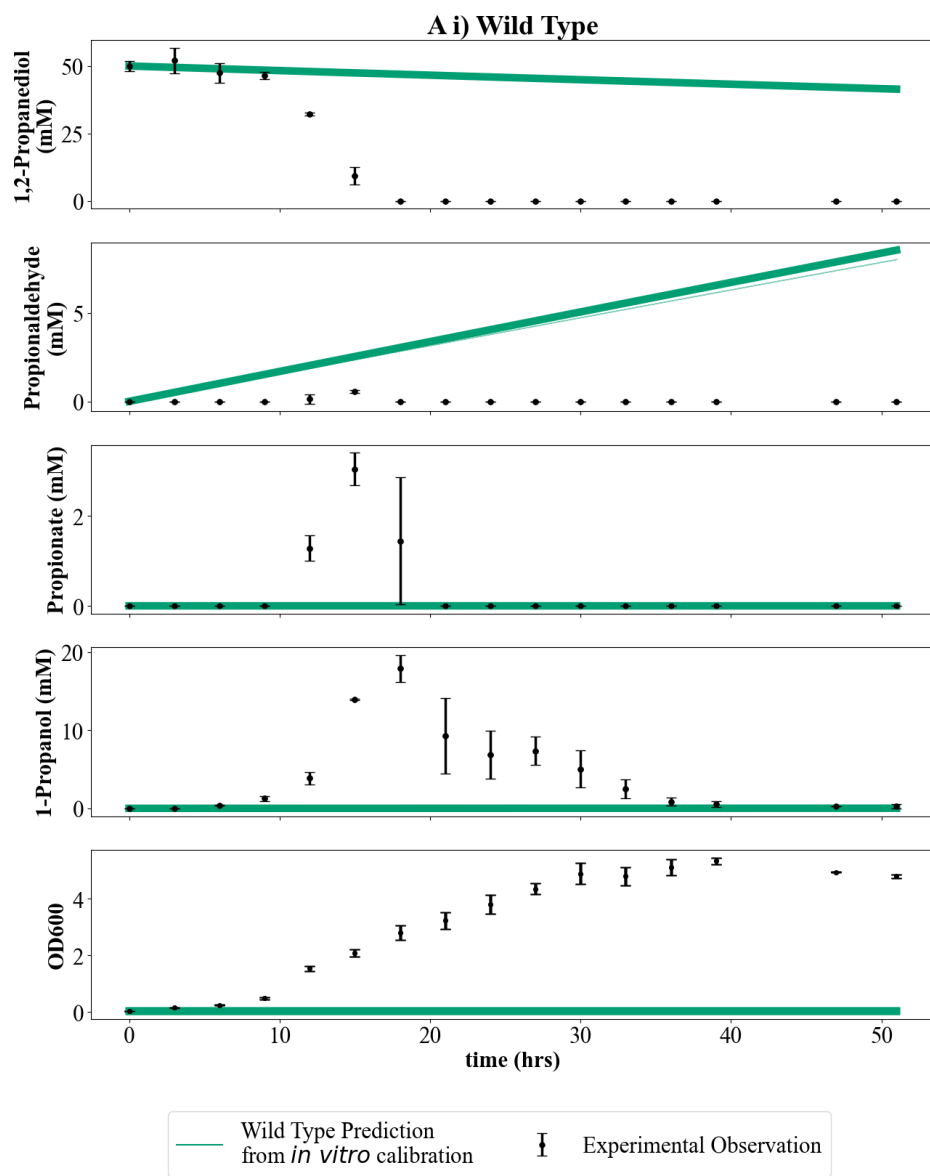 A i) Wild Type
1,2-Propanediol
(mM)
50
25
0
Propionaldehyde
(mM)
5
0
Propionate (mM)
2
0
1-Propanol (mM)
20
10
0
OD600
4
2
0
0
10
20
30
40
50
time (hrs)
Wild Type Prediction
from in vitro calibration
Experimental Observation